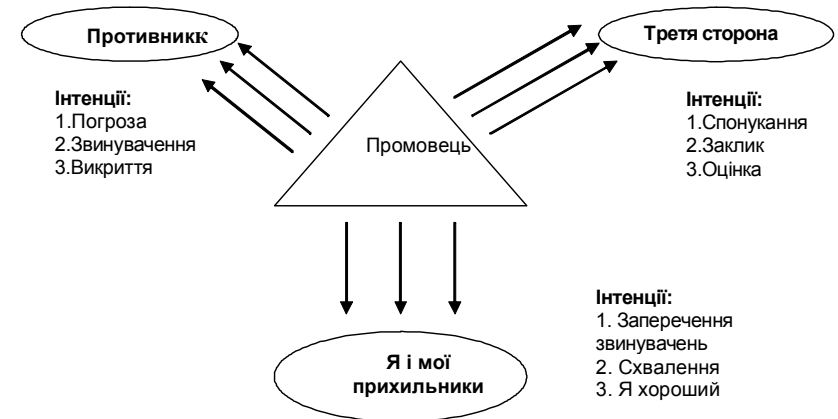 Противникк
Третя сторона
Інтенції:
1.Погроза
2.Звинувачення
3.Викриття
Промовець
Інтенції:
1.Спонукання
2.Заклик
3.Оцінка
Я і мої
прихильники
Інтенції:
1. Заперечення
звинувачень
2. Схвалення
3. Я хороший